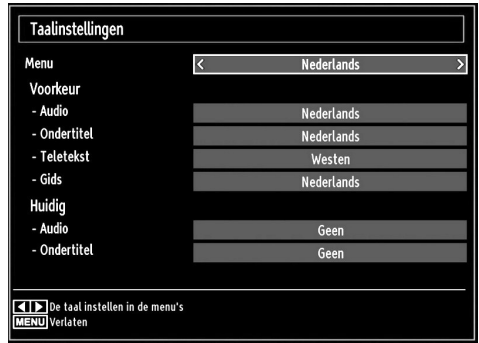 Taalinstellingen
Menu < Nederlands >
Voorkeur
- Audio Nederlands
- Ondertitel Nederlands
- Teletekst Westen
- Gids Nederlands
Huidig
- Audio Geen
- Ondertitel Geen
◀ ▶ De taal instellen in de menu's
MENU Verlaten